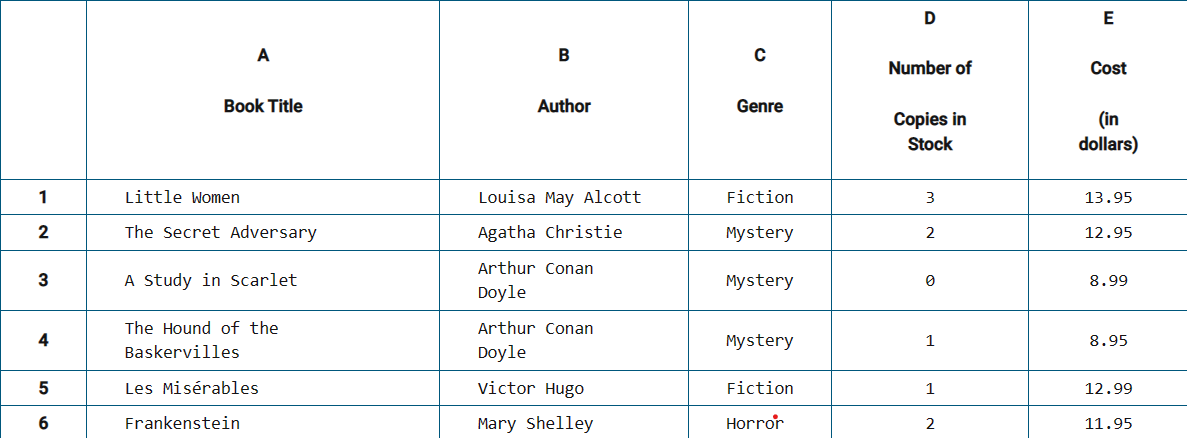 A B C D E
Book Title Author Genre Number of Copies in Stock Cost (in dollars)
1 Little Women Louisa May Alcott Fiction 3 13.95
2 The Secret Adversary Agatha Christie Mystery 2 12.95
3 A Study in Scarlet Arthur Conan Doyle Mystery 0 8.99
4 The Hound of the Baskervilles Arthur Conan Doyle Mystery 1 8.95
5 Les Misérables Victor Hugo Fiction 1 12.99
6 Frankenstein Mary Shelley Horror 2 11.95